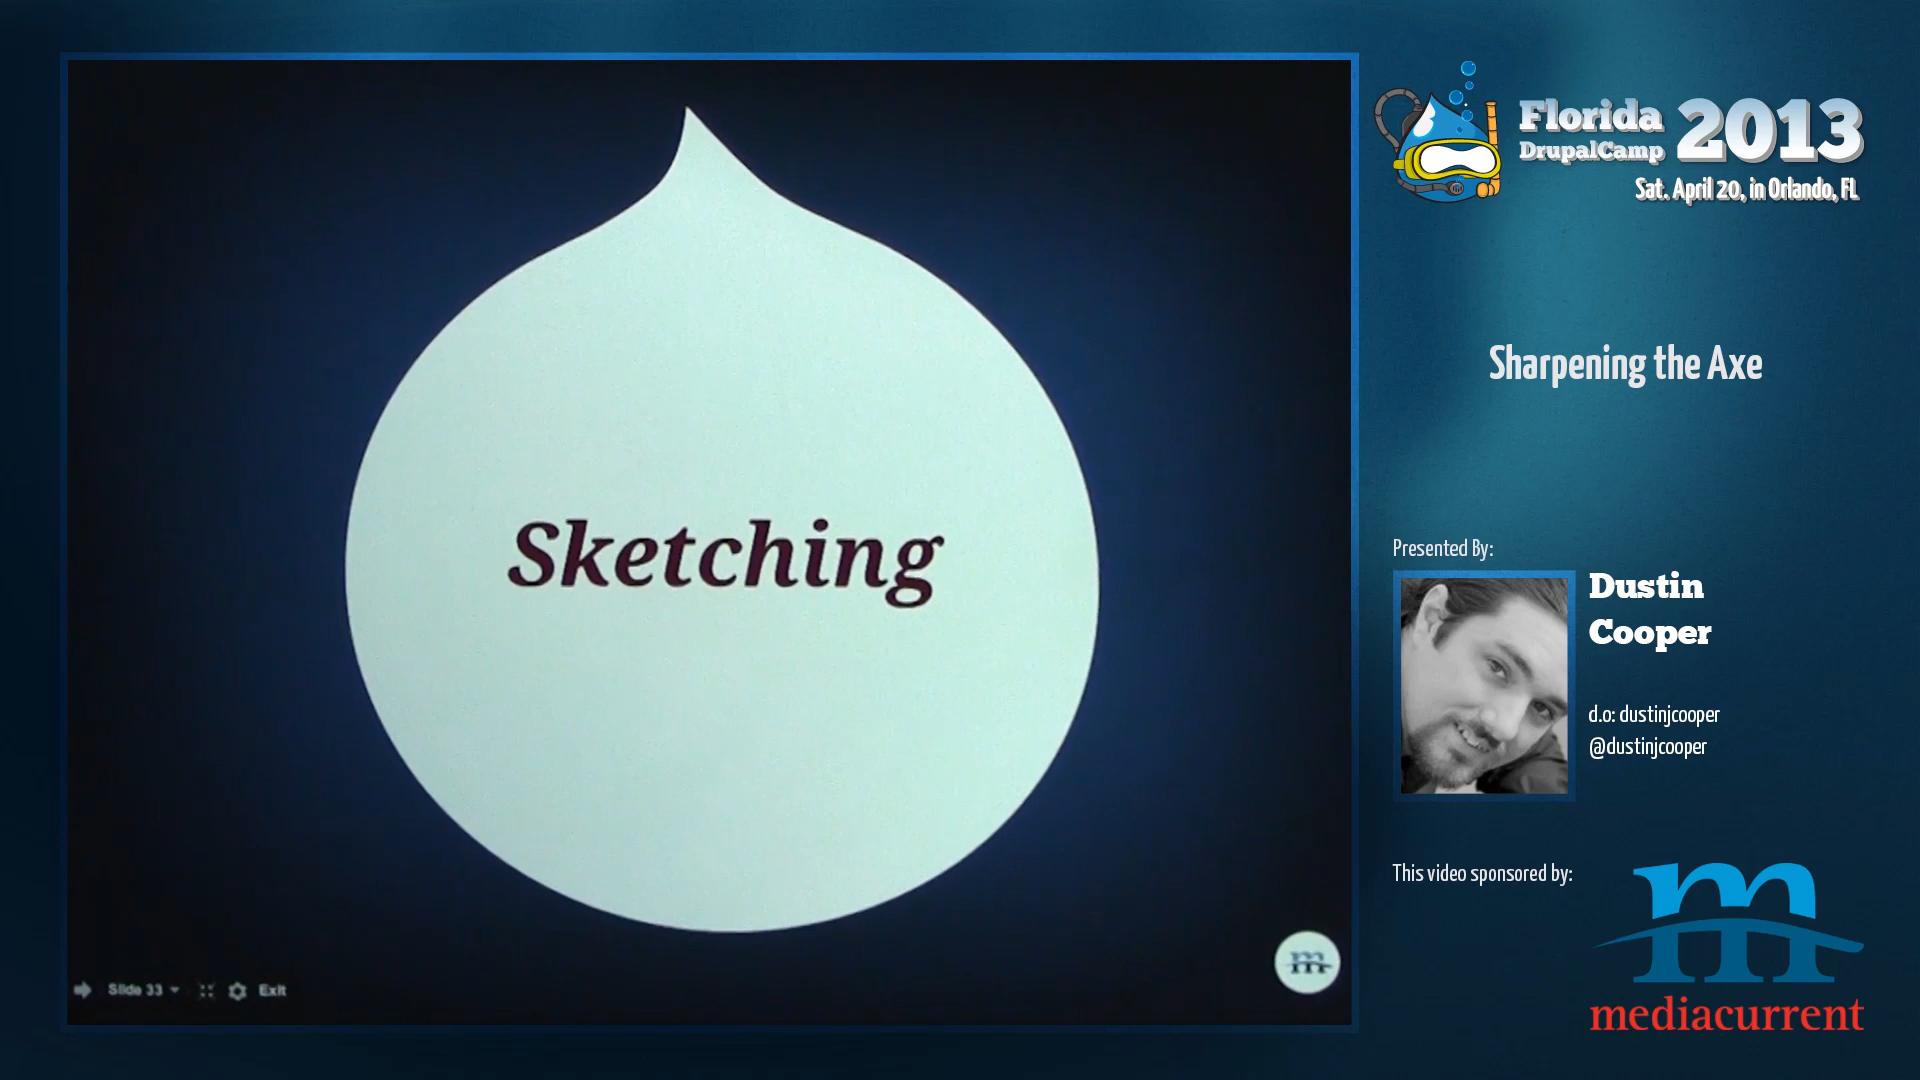 Sketching
Slide 33
Exit
m
Florida
DrupalCamp
2013
Sat. April 20, in Orlando, FL
Sharpening the Axe
Presented By:
Dustin
Cooper
d.o: dustinjcooper
@dustinjcooper
This video sponsored by:
m
mediacurrent